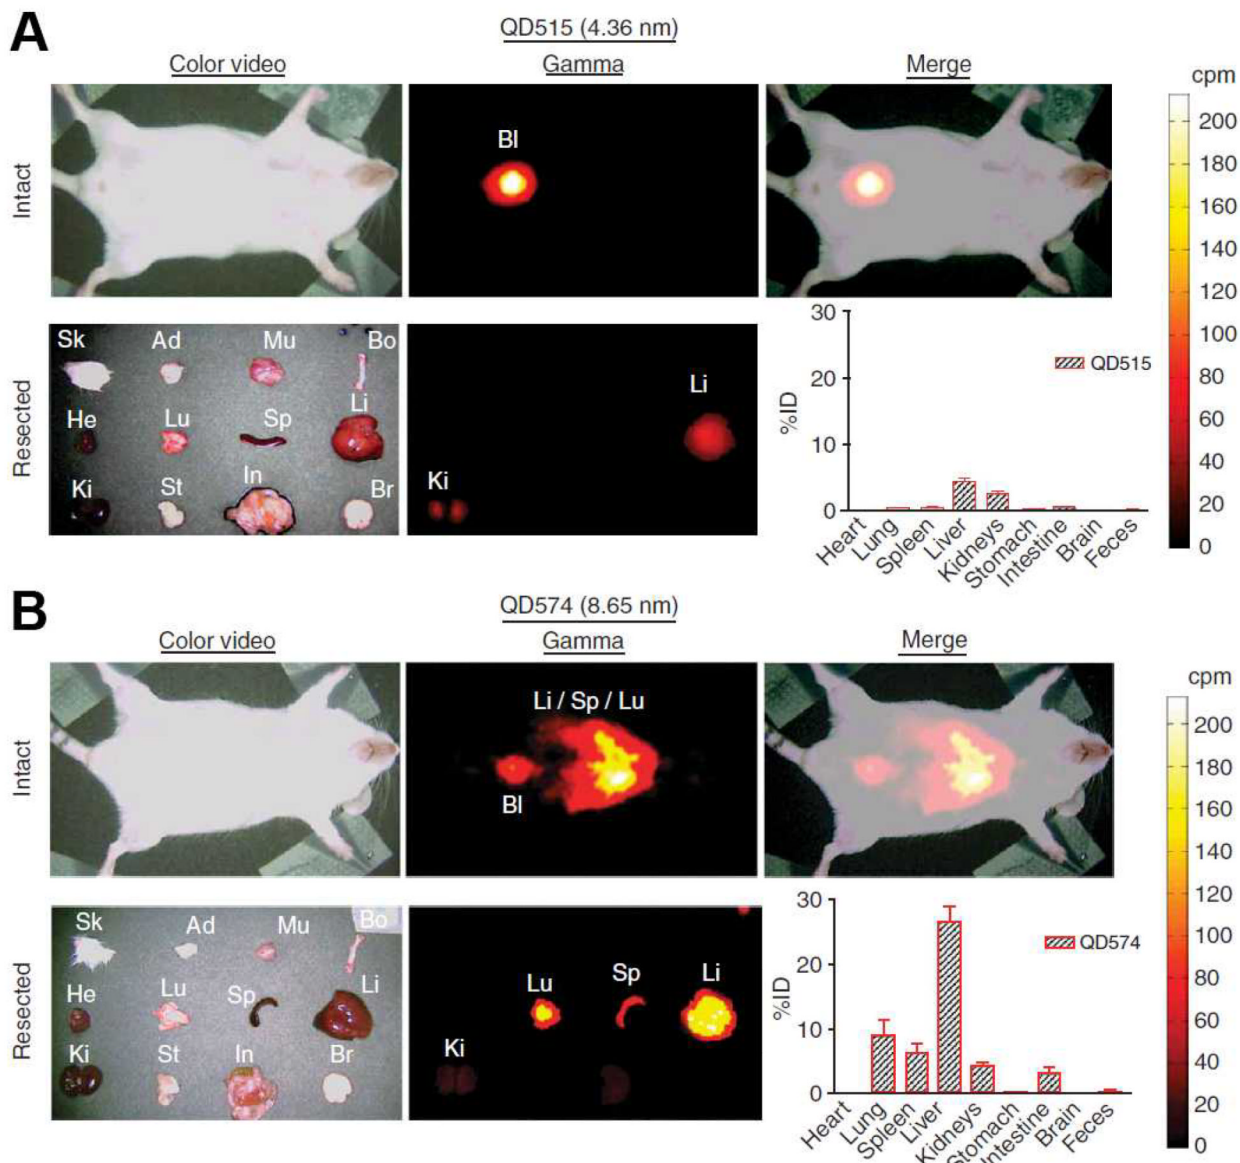 A
QD515 (4.36 nm)
Color video
Gamma
Merge
cpm
Intact
Bl
200
180
160
140
120
100
80
60
40
20
0
Resected
Sk Ad Mu Bo
He Lu Sp Li
Ki St In Br
Li
Ki
30
20
10
0
%ID
QD515
Heart
Lung
Spleen
Liver
Kidneys
Stomach
Intestine
Brain
Feces
B
QD574 (8.65 nm)
Color video
Gamma
Merge
cpm
Intact
Li / Sp / Lu
Bl
200
180
160
140
120
100
80
60
40
20
0
Resected
Sk Ad Mu Bo
He Lu Sp Li
Ki St In Br
Lu Sp Li
Ki
30
20
10
0
%ID
QD574
Heart
Lung
Spleen
Liver
Kidneys
Stomach
Intestine
Brain
Feces